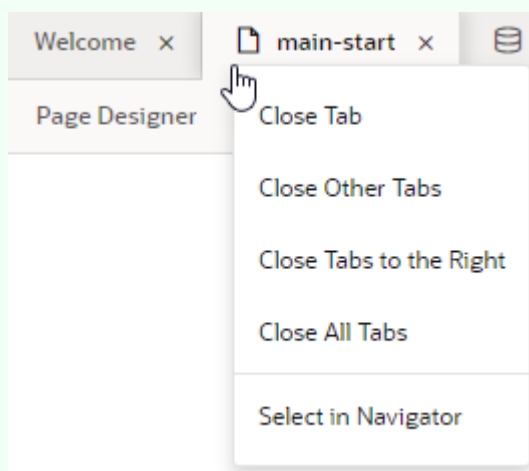 Welcome × main-start ×
Page Designer
Close Tab
Close Other Tabs
Close Tabs to the Right
Close All Tabs
Select in Navigator